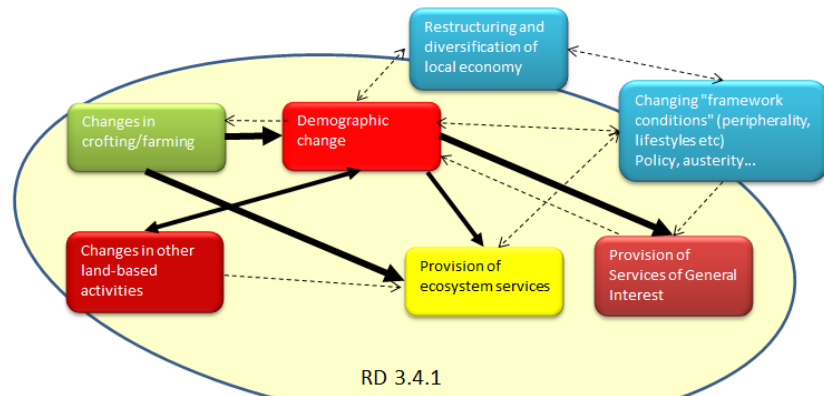 Restructuring and
diversification of
local economy
Changing "framework
conditions" (peripherality,
lifestyles etc)
Policy, austerity...
Changes in
crofting/farming
Demographic
change
Changes in other
land-based
activities
Provision of
ecosystem services
Provision of
Services of General
Interest
RD 3.4.1